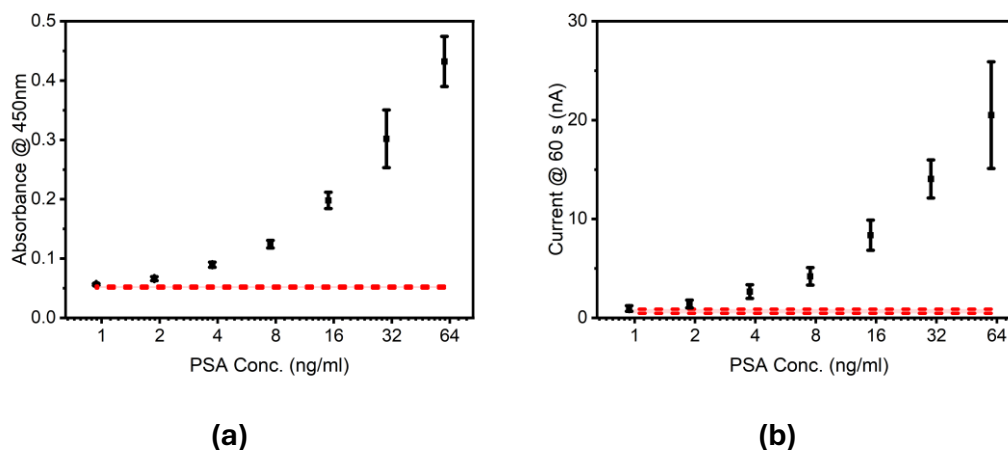 0.5
0.4
0.3
0.2
0.1
0.0
Absorbance @ 450nm
1 2 4 8 16 32 64
PSA Conc. (ng/ml)
(a)
30
20
10
0
Current @ 60 s (nA)
1 2 4 8 16 32 64
PSA Conc. (ng/ml)
(b)